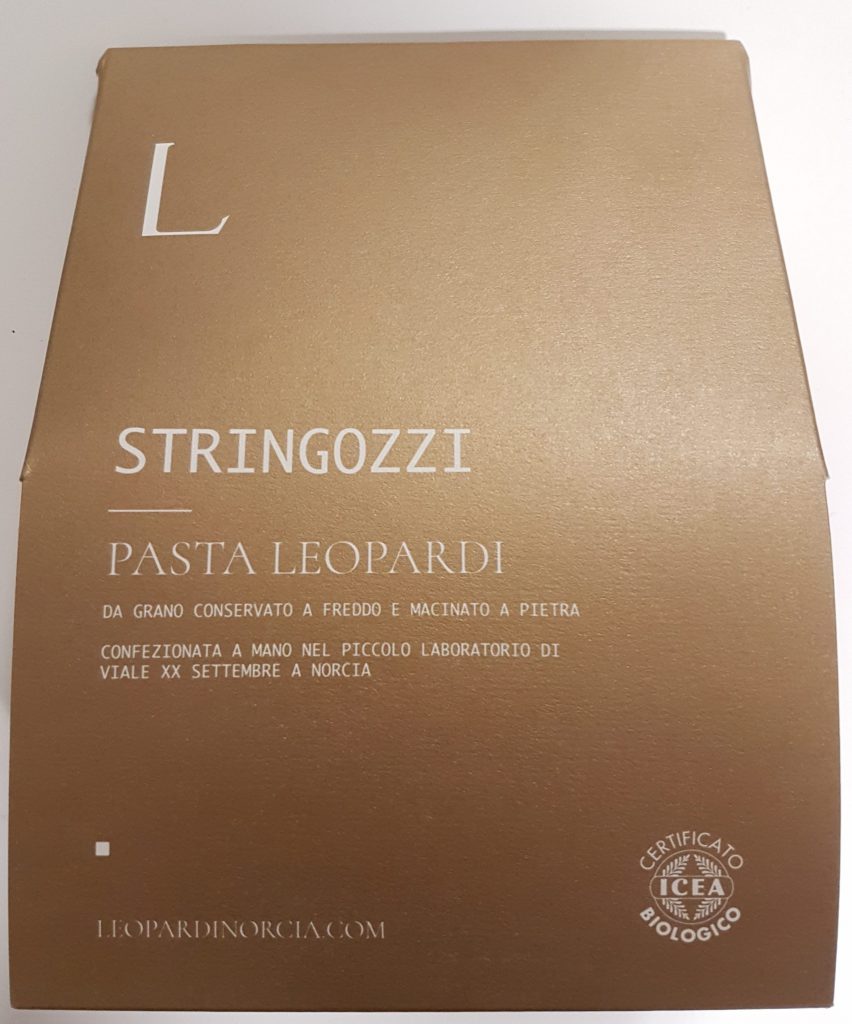 L
STRINGOZZI
PASTA LEOPARDI
DA GRANO CONSERVATO A FREDDO E MACINATO A PIETRA
CONFEZIONATA A MANO NEL PICCOLO LABORATORIO DI
VIALE XX SETTEMBRE A NORCIA
CERTIFICATO
ICEA
BIOLOGICO
LEOPARDINORCIA.COM